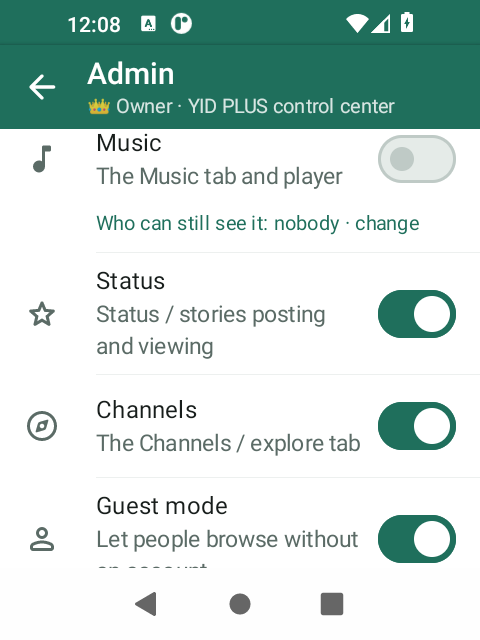 12:08
Admin
👑 Owner · YID PLUS control center
Music
The Music tab and player
Who can still see it: nobody · change
Status
Status / stories posting
and viewing
Channels
The Channels / explore tab
Guest mode
Let people browse without
an account